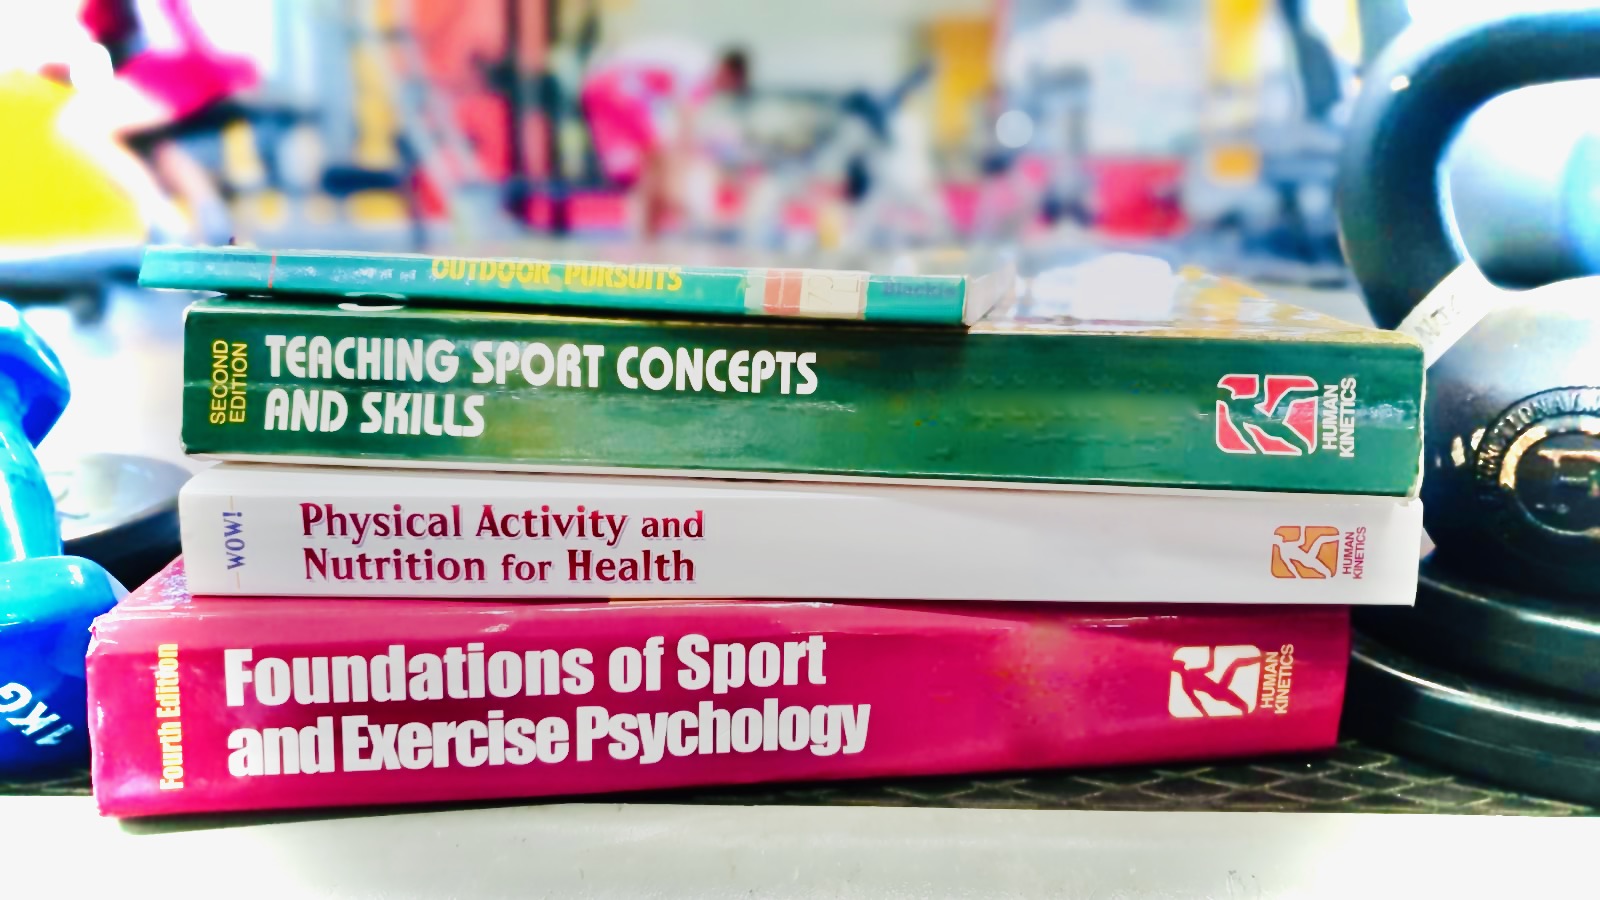 OUTDOOR PURSUITS
Blackie
SECOND
EDITION
TEACHING SPORT CONCEPTS
AND SKILLS
HUMAN
KINETICS
WOW!
Physical Activity and
Nutrition for Health
HUMAN
KINETICS
Fourth Edition
Foundations of Sport
and Exercise Psychology
HUMAN
KINETICS
1KG